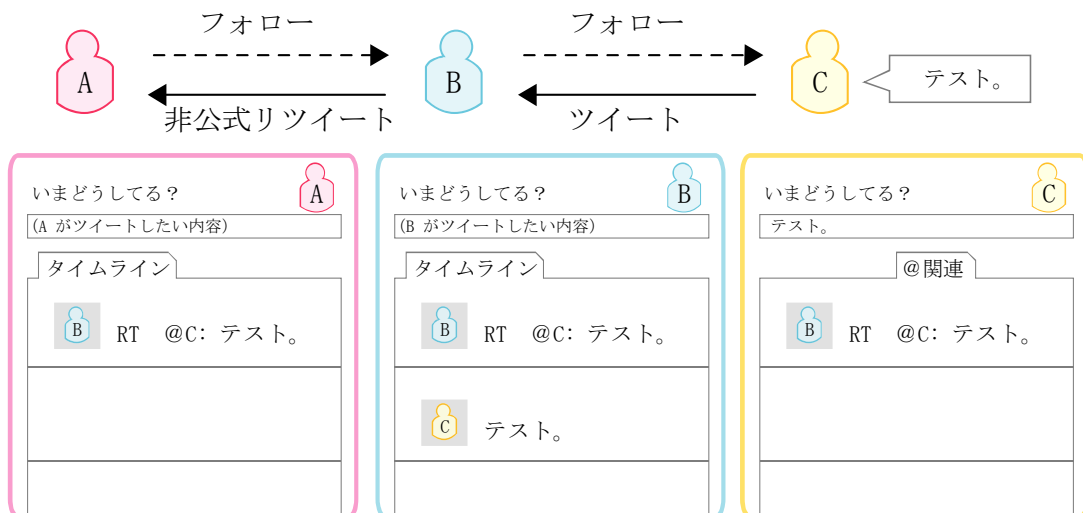 フォロー
フォロー
A
B
C
テスト。
非公式リツイート
ツイート
いまどうしてる?
A
(A がツイートしたい内容)
タイムライン
B
RT @C: テスト。
いまどうしてる?
B
(B がツイートしたい内容)
タイムライン
B
RT @C: テスト。
C
テスト。
いまどうしてる?
C
テスト。
@関連
B
RT @C: テスト。